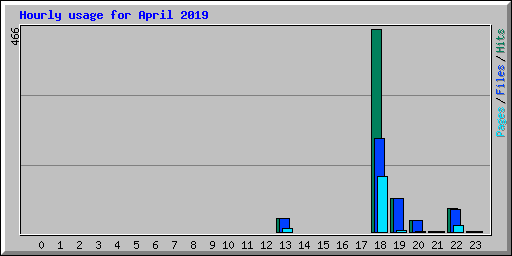 Hourly usage for April 2019
466
Pages/Files/Hits
0 1 2 3 4 5 6 7 8 9 10 11 12 13 14 15 16 17 18 19 20 21 22 23